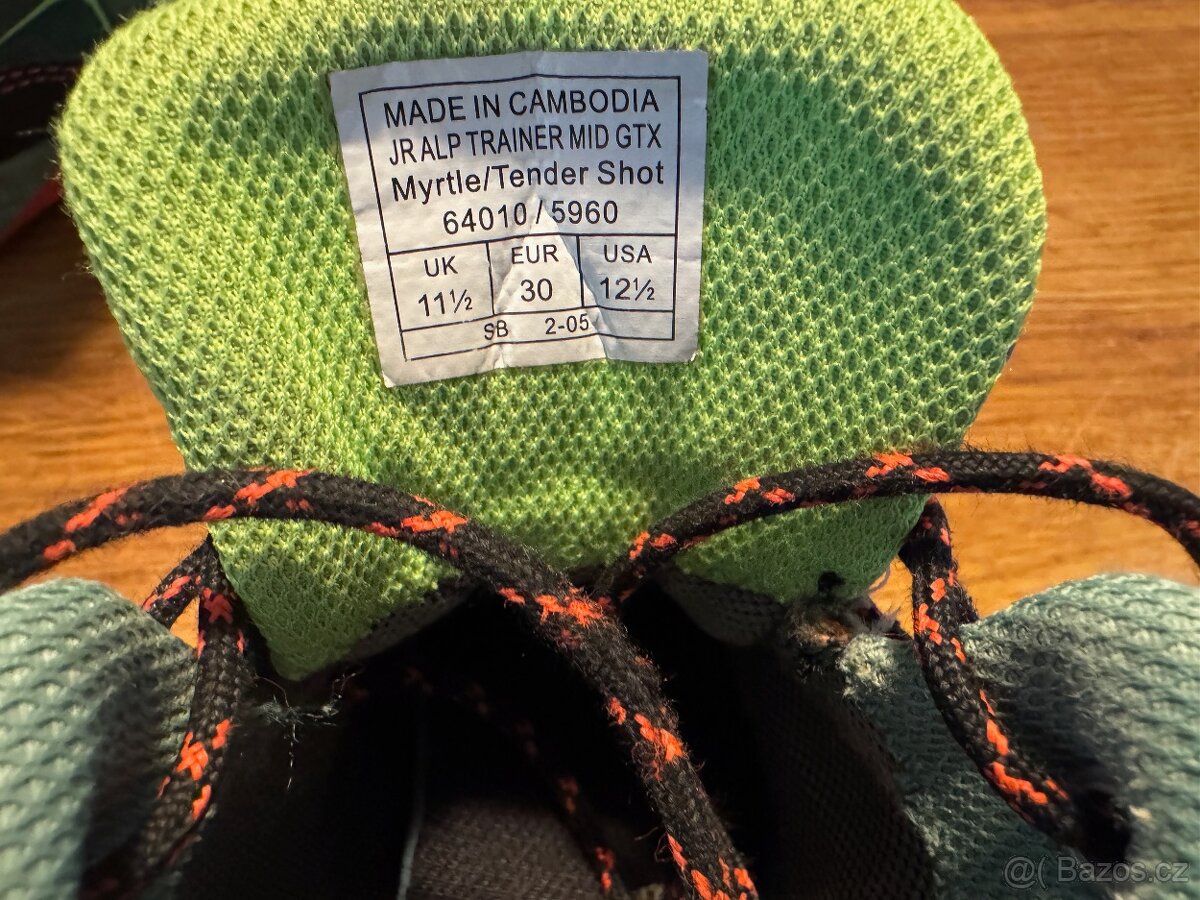 MADE IN CAMBODIA
JR ALP TRAINER MID GTX
Myrtle/Tender Shot
64010 / 5960
UK EUR USA
11½ 30 12½
SB 2-05
@( Bazos.cz